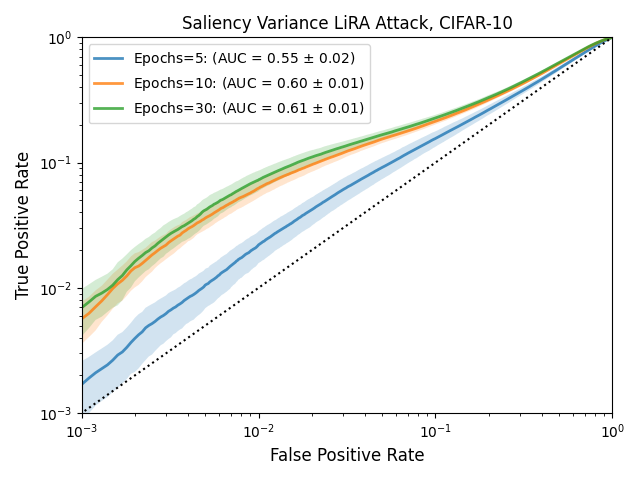 Saliency Variance LiRA Attack, CIFAR-10
Epochs=5: (AUC = 0.55 ± 0.02)
Epochs=10: (AUC = 0.60 ± 0.01)
Epochs=30: (AUC = 0.61 ± 0.01)
True Positive Rate
10⁰
10⁻¹
10⁻²
10⁻³
10⁻³ 10⁻² 10⁻¹ 10⁰
False Positive Rate